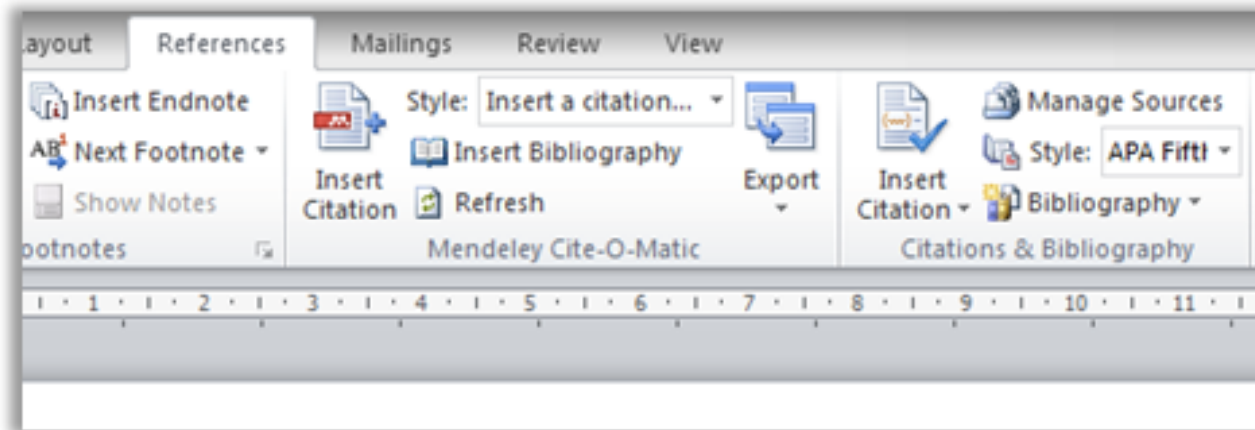 ayout References Mailings Review View
Insert Endnote
Next Footnote
Show Notes
ootnotes
Insert
Citation
Style: Insert a citation...
Insert Bibliography
Refresh
Export
Mendeley Cite-O-Matic
Insert
Citation
Manage Sources
Style: APA Fifth
Bibliography
Citations & Bibliography
1 2 3 4 5 6 7 8 9 10 11